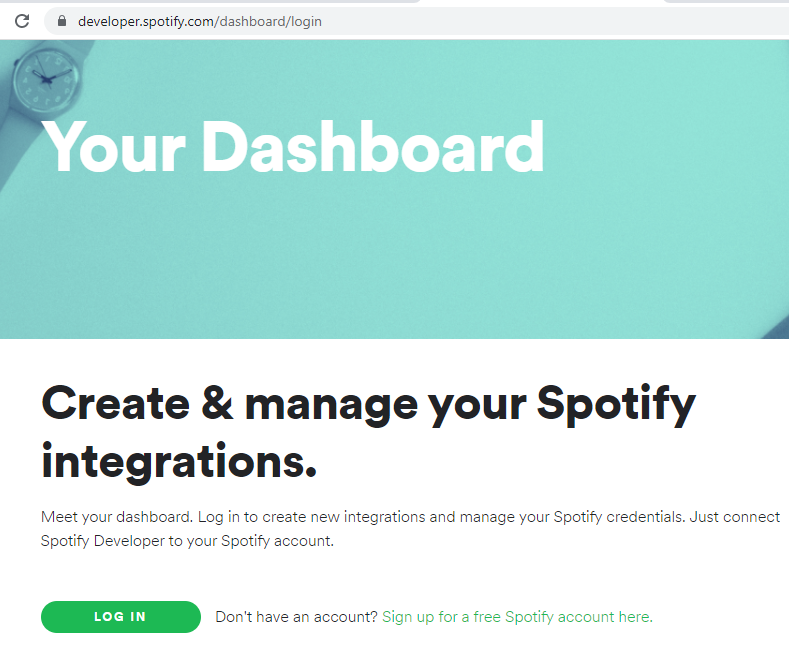 developer.spotify.com/dashboard/login
Your Dashboard
Create & manage your Spotify
integrations.
Meet your dashboard. Log in to create new integrations and manage your Spotify credentials. Just connect
Spotify Developer to your Spotify account.
LOG IN Don't have an account? Sign up for a free Spotify account here.